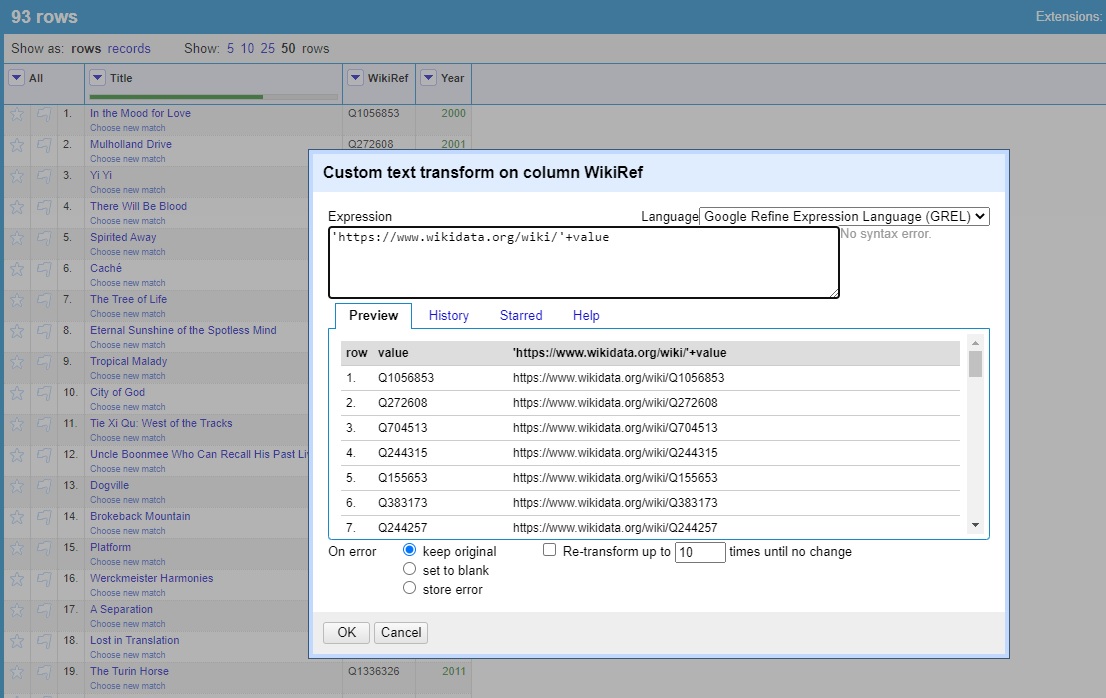 93 rows
Extensions:
Show as: rows records Show: 5 10 25 50 rows
All Title WikiRef Year
1. In the Mood for Love Q1056853 2000
Choose new match
2. Mulholland Drive Q272608 2001
Choose new match
3. Yi Yi
Choose new match
4. There Will Be Blood
Choose new match
5. Spirited Away
Choose new match
6. Caché
Choose new match
7. The Tree of Life
Choose new match
8. Eternal Sunshine of the Spotless Mind
Choose new match
9. Tropical Malady
Choose new match
10. City of God
Choose new match
11. Tie Xi Qu: West of the Tracks
Choose new match
12. Uncle Boonmee Who Can Recall His Past
Choose new match
13. Dogville
Choose new match
14. Brokeback Mountain
Choose new match
15. Platform
Choose new match
16. Werckmeister Harmonies
Choose new match
17. A Separation
Choose new match
18. Lost in Translation
Choose new match
19. The Turin Horse Q1336326 2011
Choose new match
Custom text transform on column WikiRef
Expression Language Google Refine Expression Language (GREL)
'https://www.wikidata.org/wiki/'+value
No syntax error.
Preview History Starred Help
row value 'https://www.wikidata.org/wiki/'+value
1. Q1056853 https://www.wikidata.org/wiki/Q1056853
2. Q272608 https://www.wikidata.org/wiki/Q272608
3. Q704513 https://www.wikidata.org/wiki/Q704513
4. Q244315 https://www.wikidata.org/wiki/Q244315
5. Q155653 https://www.wikidata.org/wiki/Q155653
6. Q383173 https://www.wikidata.org/wiki/Q383173
7. Q244257 https://www.wikidata.org/wiki/Q244257
On error keep original Re-transform up to 10 times until no change
set to blank
store error
OK Cancel